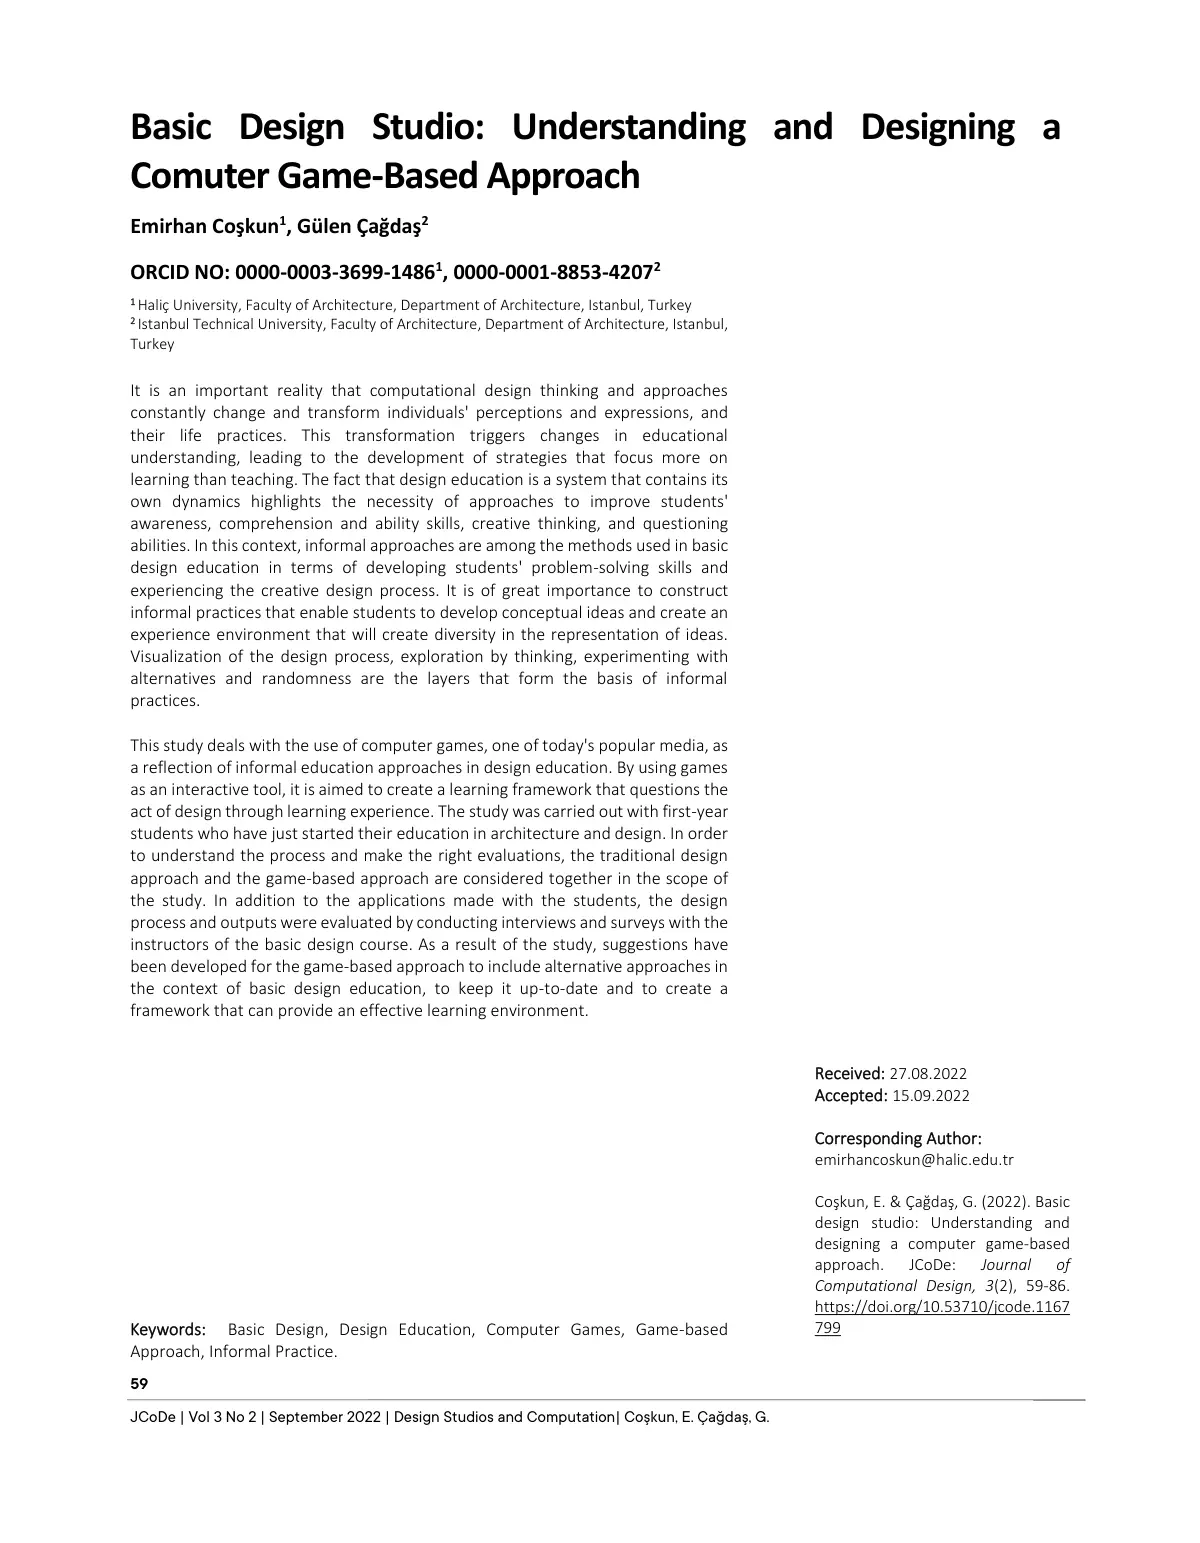 Basic Design Studio: Understanding and Designing a
Comuter Game-Based Approach
Emirhan Coşkun¹, Gülen Çağdaş²
ORCID NO: 0000-0003-3699-1486¹, 0000-0001-8853-4207²
¹ Haliç University, Faculty of Architecture, Department of Architecture, Istanbul, Turkey
² Istanbul Technical University, Faculty of Architecture, Department of Architecture, Istanbul,
Turkey
It is an important reality that computational design thinking and approaches
constantly change and transform individuals' perceptions and expressions, and
their life practices. This transformation triggers changes in educational
understanding, leading to the development of strategies that focus more on
learning than teaching. The fact that design education is a system that contains its
own dynamics highlights the necessity of approaches to improve students'
awareness, comprehension and ability skills, creative thinking, and questioning
abilities. In this context, informal approaches are among the methods used in basic
design education in terms of developing students' problem-solving skills and
experiencing the creative design process. It is of great importance to construct
informal practices that enable students to develop conceptual ideas and create an
experience environment that will create diversity in the representation of ideas.
Visualization of the design process, exploration by thinking, experimenting with
alternatives and randomness are the layers that form the basis of informal
practices.
This study deals with the use of computer games, one of today's popular media, as
a reflection of informal education approaches in design education. By using games
as an interactive tool, it is aimed to create a learning framework that questions the
act of design through learning experience. The study was carried out with first-year
students who have just started their education in architecture and design. In order
to understand the process and make the right evaluations, the traditional design
approach and the game-based approach are considered together in the scope of
the study. In addition to the applications made with the students, the design
process and outputs were evaluated by conducting interviews and surveys with the
instructors of the basic design course. As a result of the study, suggestions have
been developed for the game-based approach to include alternative approaches in
the context of basic design education, to keep it up-to-date and to create a
framework that can provide an effective learning environment.
Received: 27.08.2022
Accepted: 15.09.2022
Corresponding Author:
emirhancoskun@halic.edu.tr
Coşkun, E. & Çağdaş, G. (2022). Basic
design studio: Understanding and
designing a computer game-based
approach. JCoDe: Journal of
Computational Design, 3(2), 59-86.
https://doi.org/10.53710/jcode.1167
799
Keywords: Basic Design, Design Education, Computer Games, Game-based
Approach, Informal Practice.
59
JCoDe | Vol 3 No 2 | September 2022 | Design Studios and Computation| Coşkun, E. Çağdaş, G.